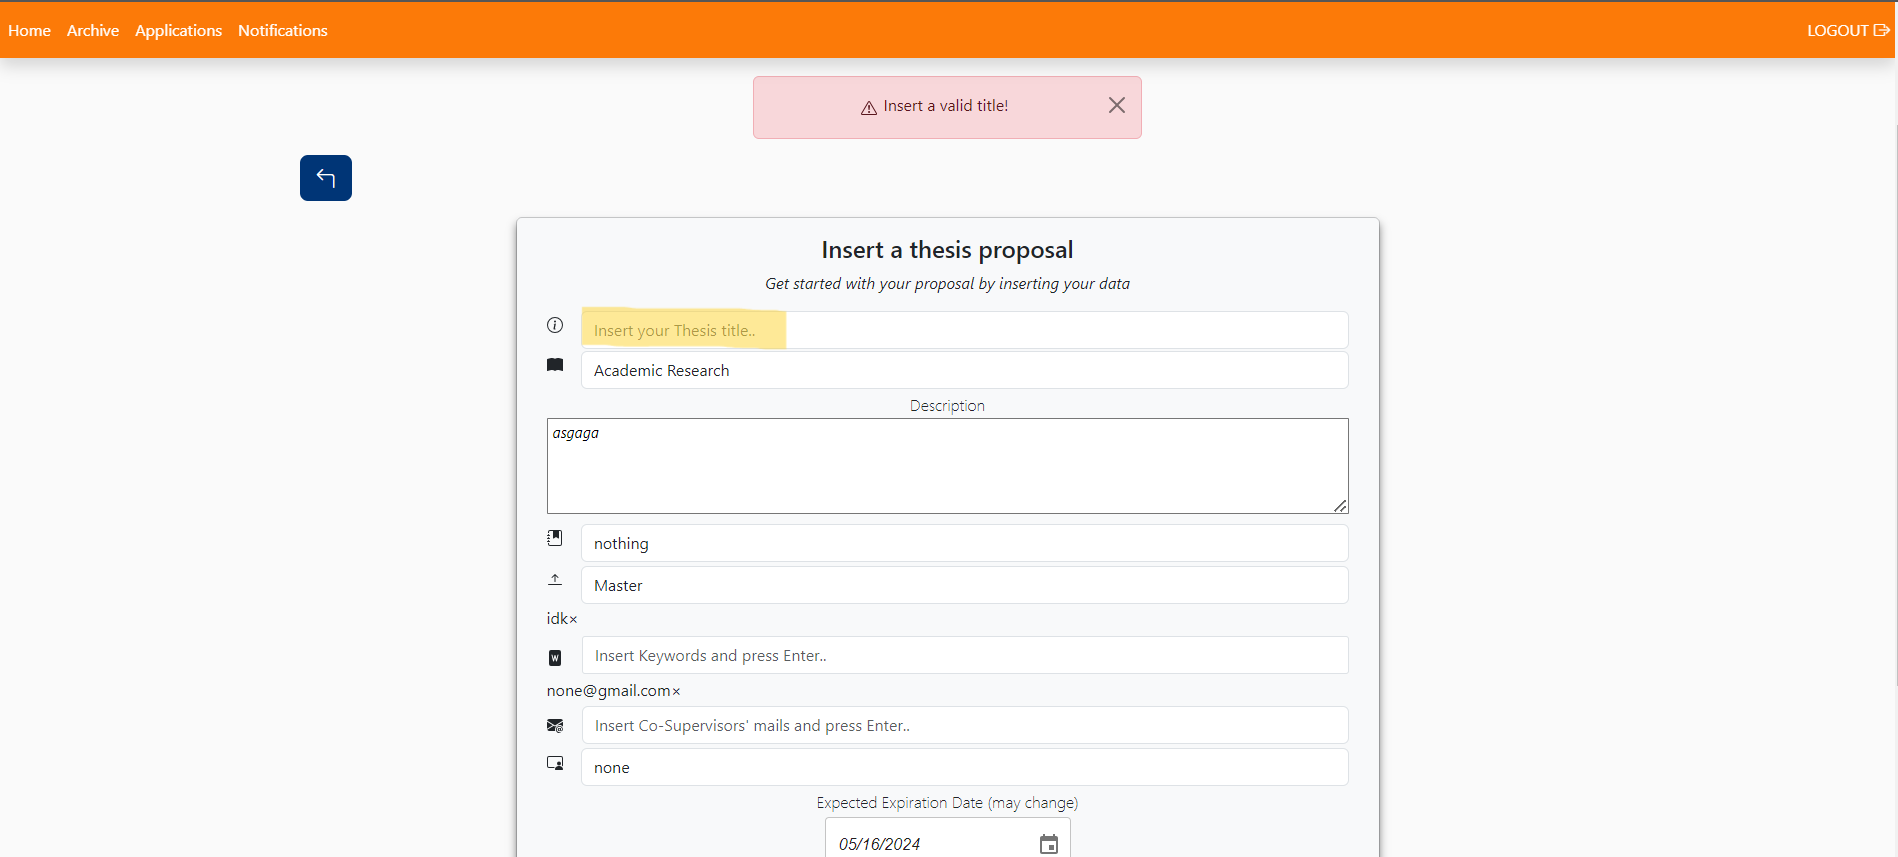 Home Archive Applications Notifications LOGOUT
Insert a valid title!
Insert a thesis proposal
Get started with your proposal by inserting your data
Insert your Thesis title..
Academic Research
Description
asgaga
nothing
Master
idk×
W
Insert Keywords and press Enter..
none@gmail.com×
Insert Co-Supervisors' mails and press Enter..
none
Expected Expiration Date (may change)
05/16/2024